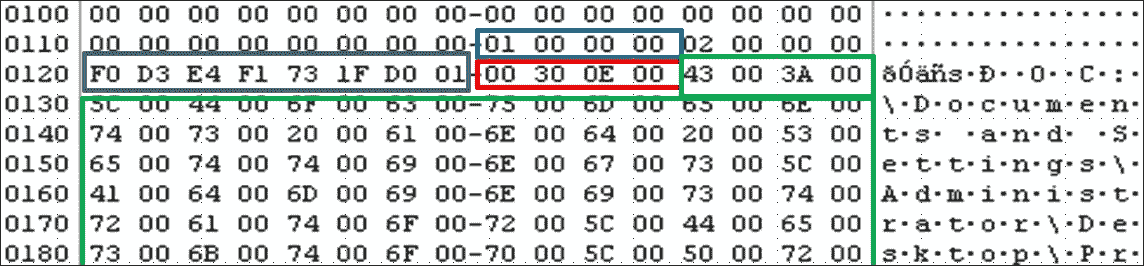 0100 00 00 00 00 00 00 00 00-00 00 00 00 00 00 00 00 ················
0110 00 00 00 00 00 00 00 00-01 00 00 00 02 00 00 00 ················
0120 F0 D3 E4 F1 73 1F D0 01-00 30 0E 00 43 00 3A 00 ðÓäñs·Ð··0··C·:·
0130 5C 00 44 00 6F 00 63 00-75 00 6D 00 65 00 6E 00 \·D·o·c·u·m·e·n·
0140 74 00 73 00 20 00 61 00-6E 00 64 00 20 00 53 00 t·s· ·a·n·d· ·S·
0150 65 00 74 00 74 00 69 00-6E 00 67 00 73 00 5C 00 e·t·t·i·n·g·s·\·
0160 41 00 64 00 6D 00 69 00-6E 00 69 00 73 00 74 00 A·d·m·i·n·i·s·t·
0170 72 00 61 00 74 00 6F 00-72 00 5C 00 44 00 65 00 r·a·t·o·r·\·D·e·
0180 73 00 6B 00 74 00 6F 00-70 00 5C 00 50 00 72 00 s·k·t·o·p·\·P·r·